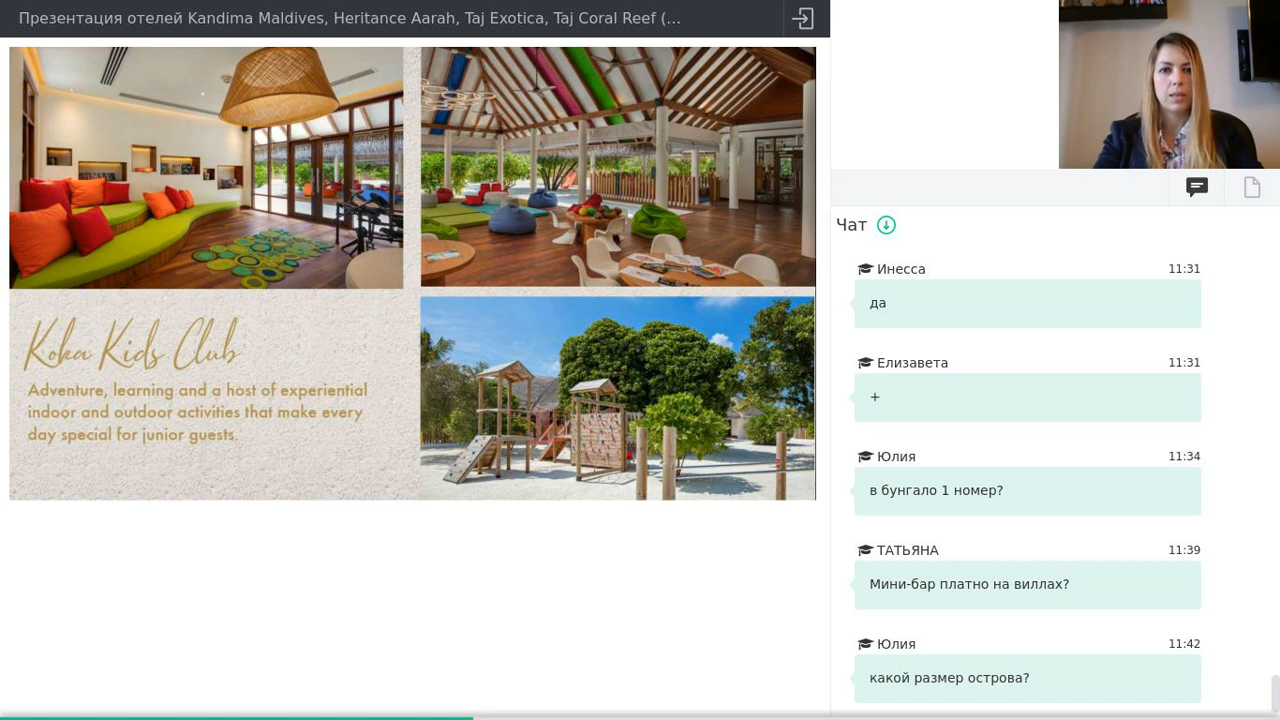 Презентация отелей Kandima Maldives, Heritance Aarah, Taj Exotica, Taj Coral Reef (...
Koka Kids Club
Adventure, learning and a host of experiential
indoor and outdoor activities that make every
day special for junior guests.
Чат
Инесса 11:31
да
Елизавета 11:31
+
Юлия 11:34
в бунгало 1 номер?
ТАТЬЯНА 11:39
Мини-бар платно на виллах?
Юлия 11:42
какой размер острова?